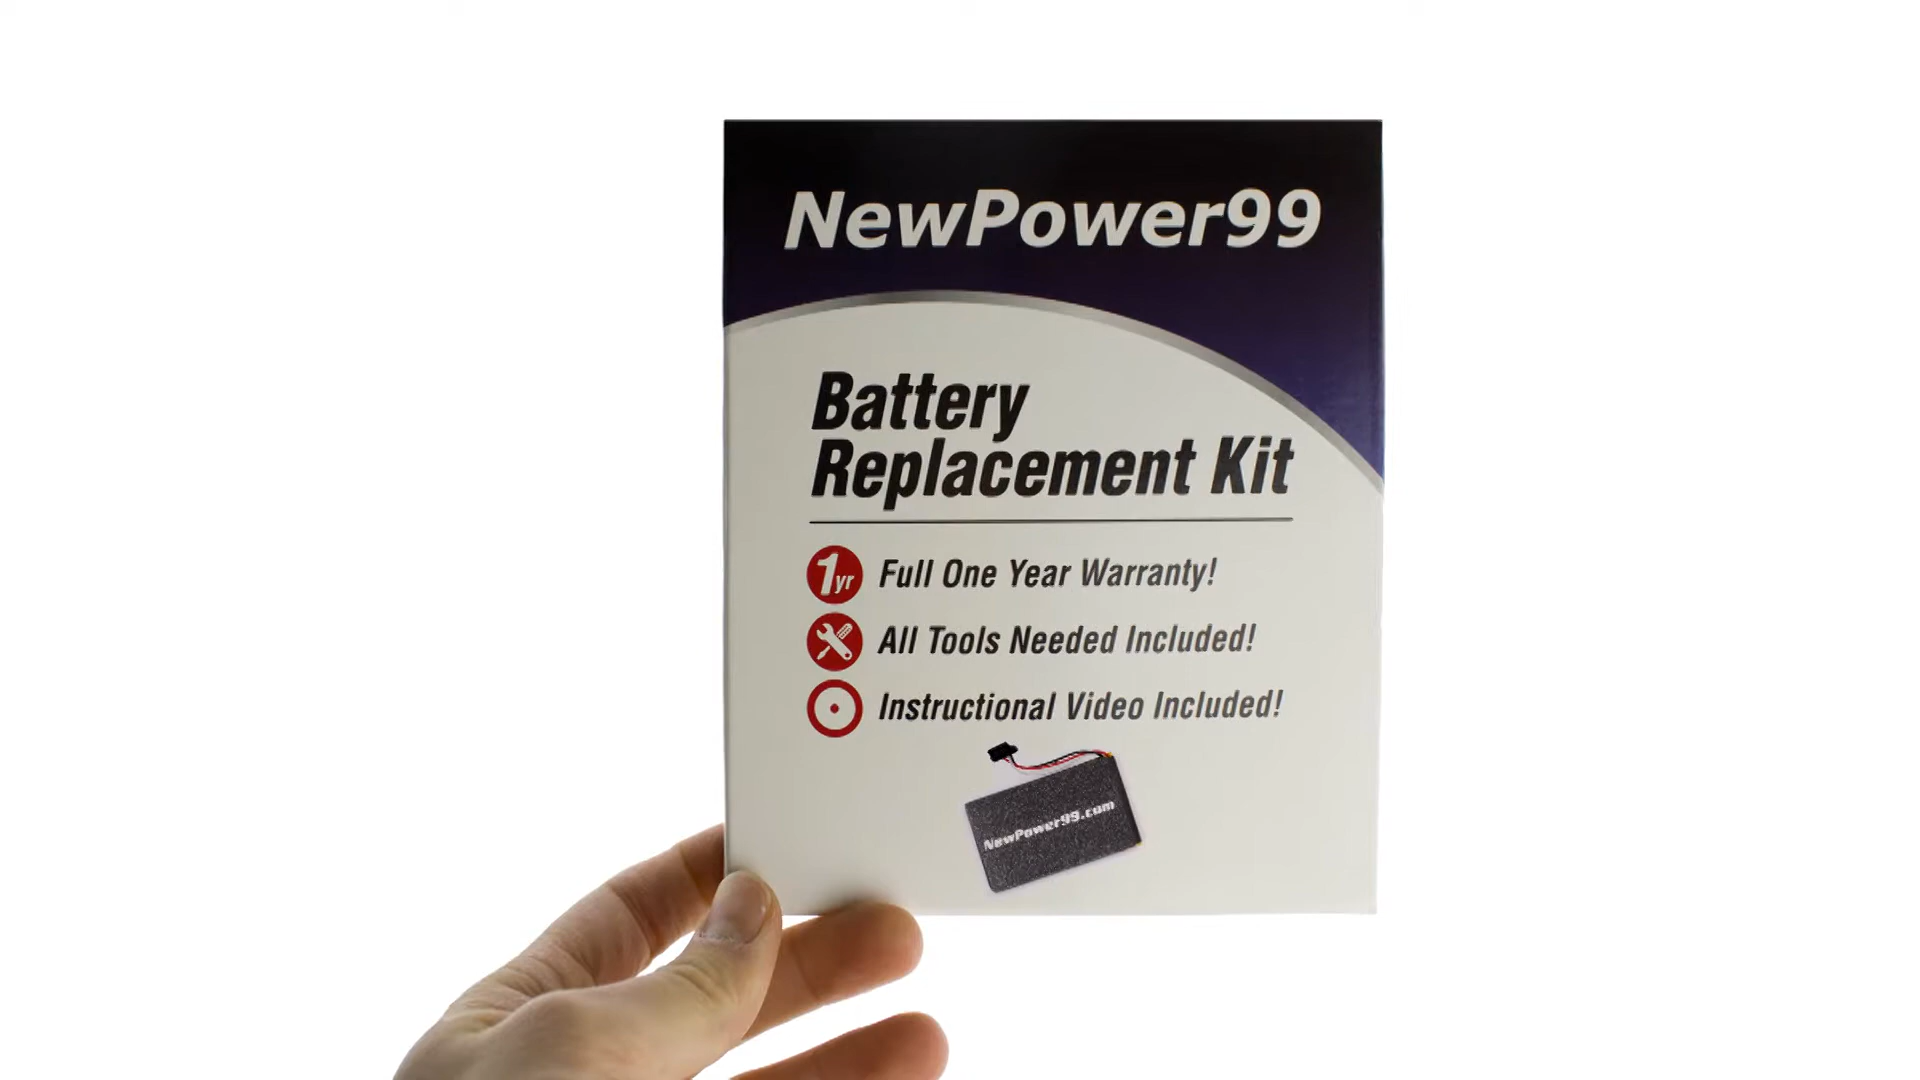 NewPower99
Battery
Replacement Kit
1yr Full One Year Warranty!
All Tools Needed Included!
Instructional Video Included!
NewPower99.com